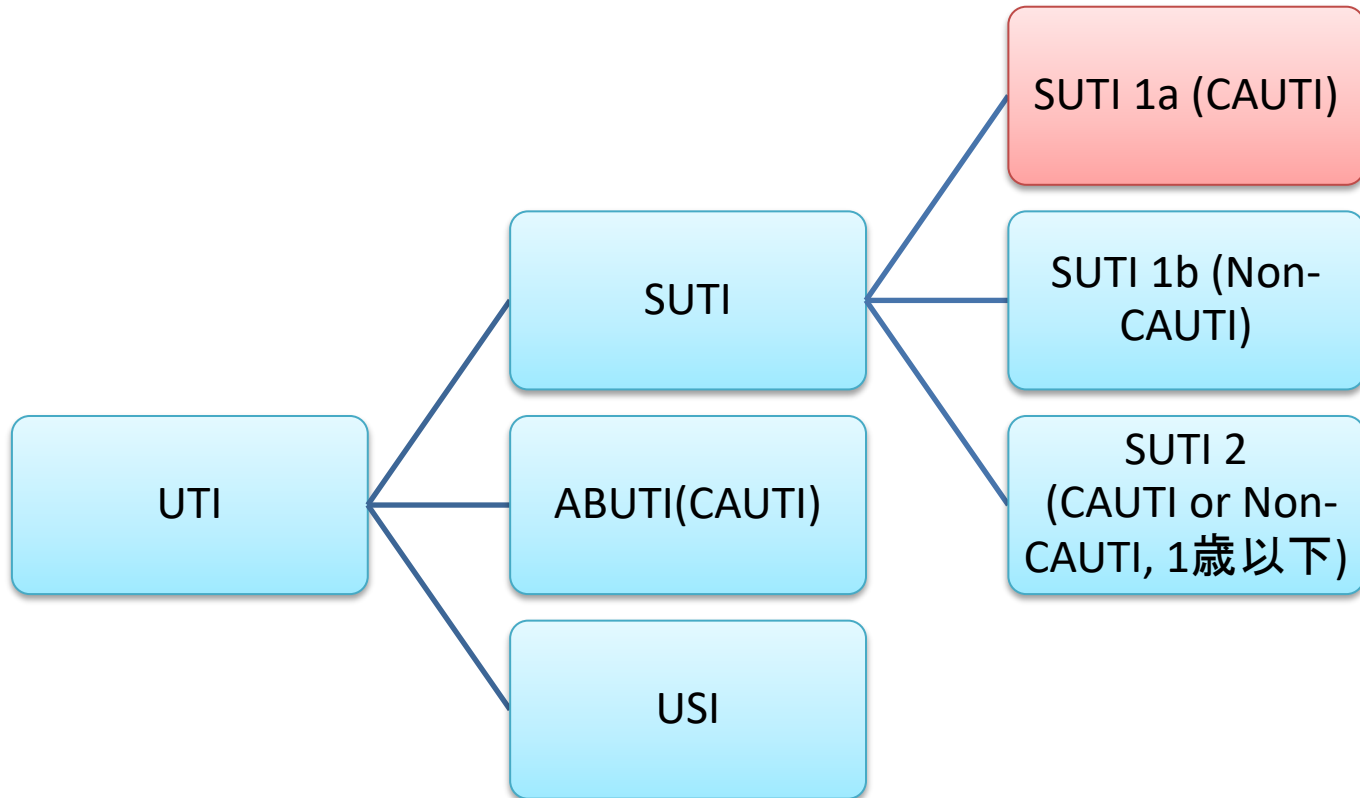 UTI
SUTI
ABUTI(CAUTI)
USI
SUTI 1a (CAUTI)
SUTI 1b (Non-
CAUTI)
SUTI 2
(CAUTI or Non-
CAUTI, 1歳以下)